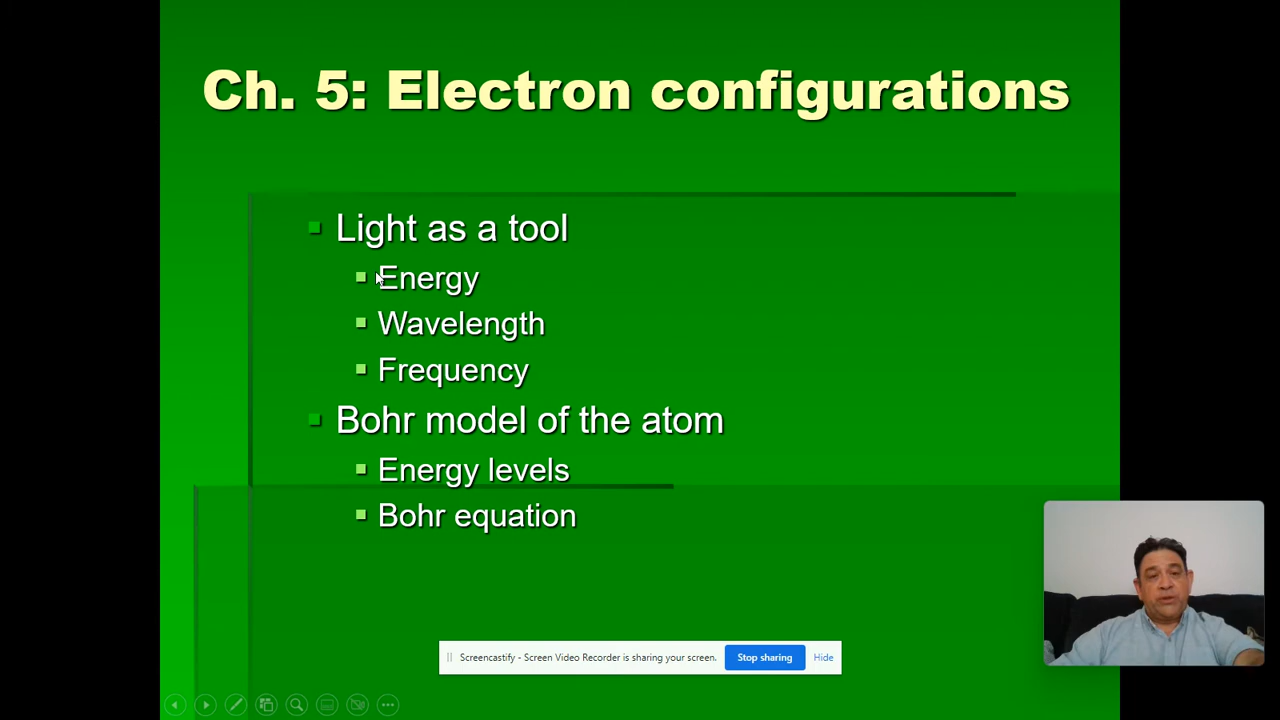 Ch. 5: Electron configurations
Light as a tool
Energy
Wavelength
Frequency
Bohr model of the atom
Energy levels
Bohr equation
Screencastify - Screen Video Recorder is sharing your screen. Stop sharing Hide